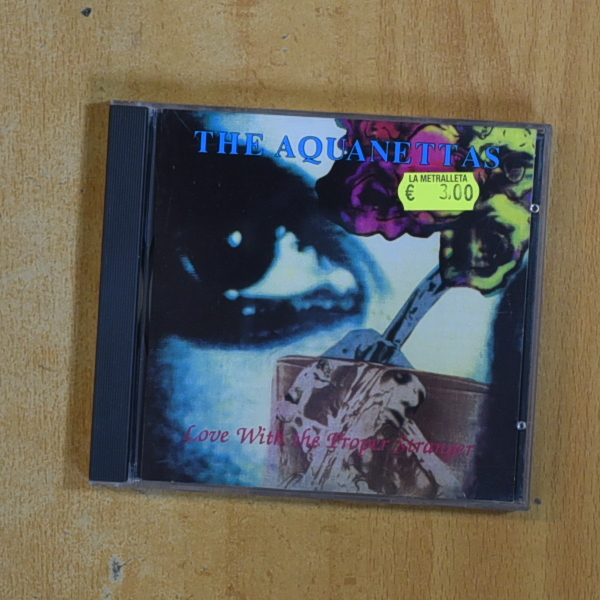 THE AQUANETTAS
LA METRALLETA
€ 3.00
Love With the Proper Stranger